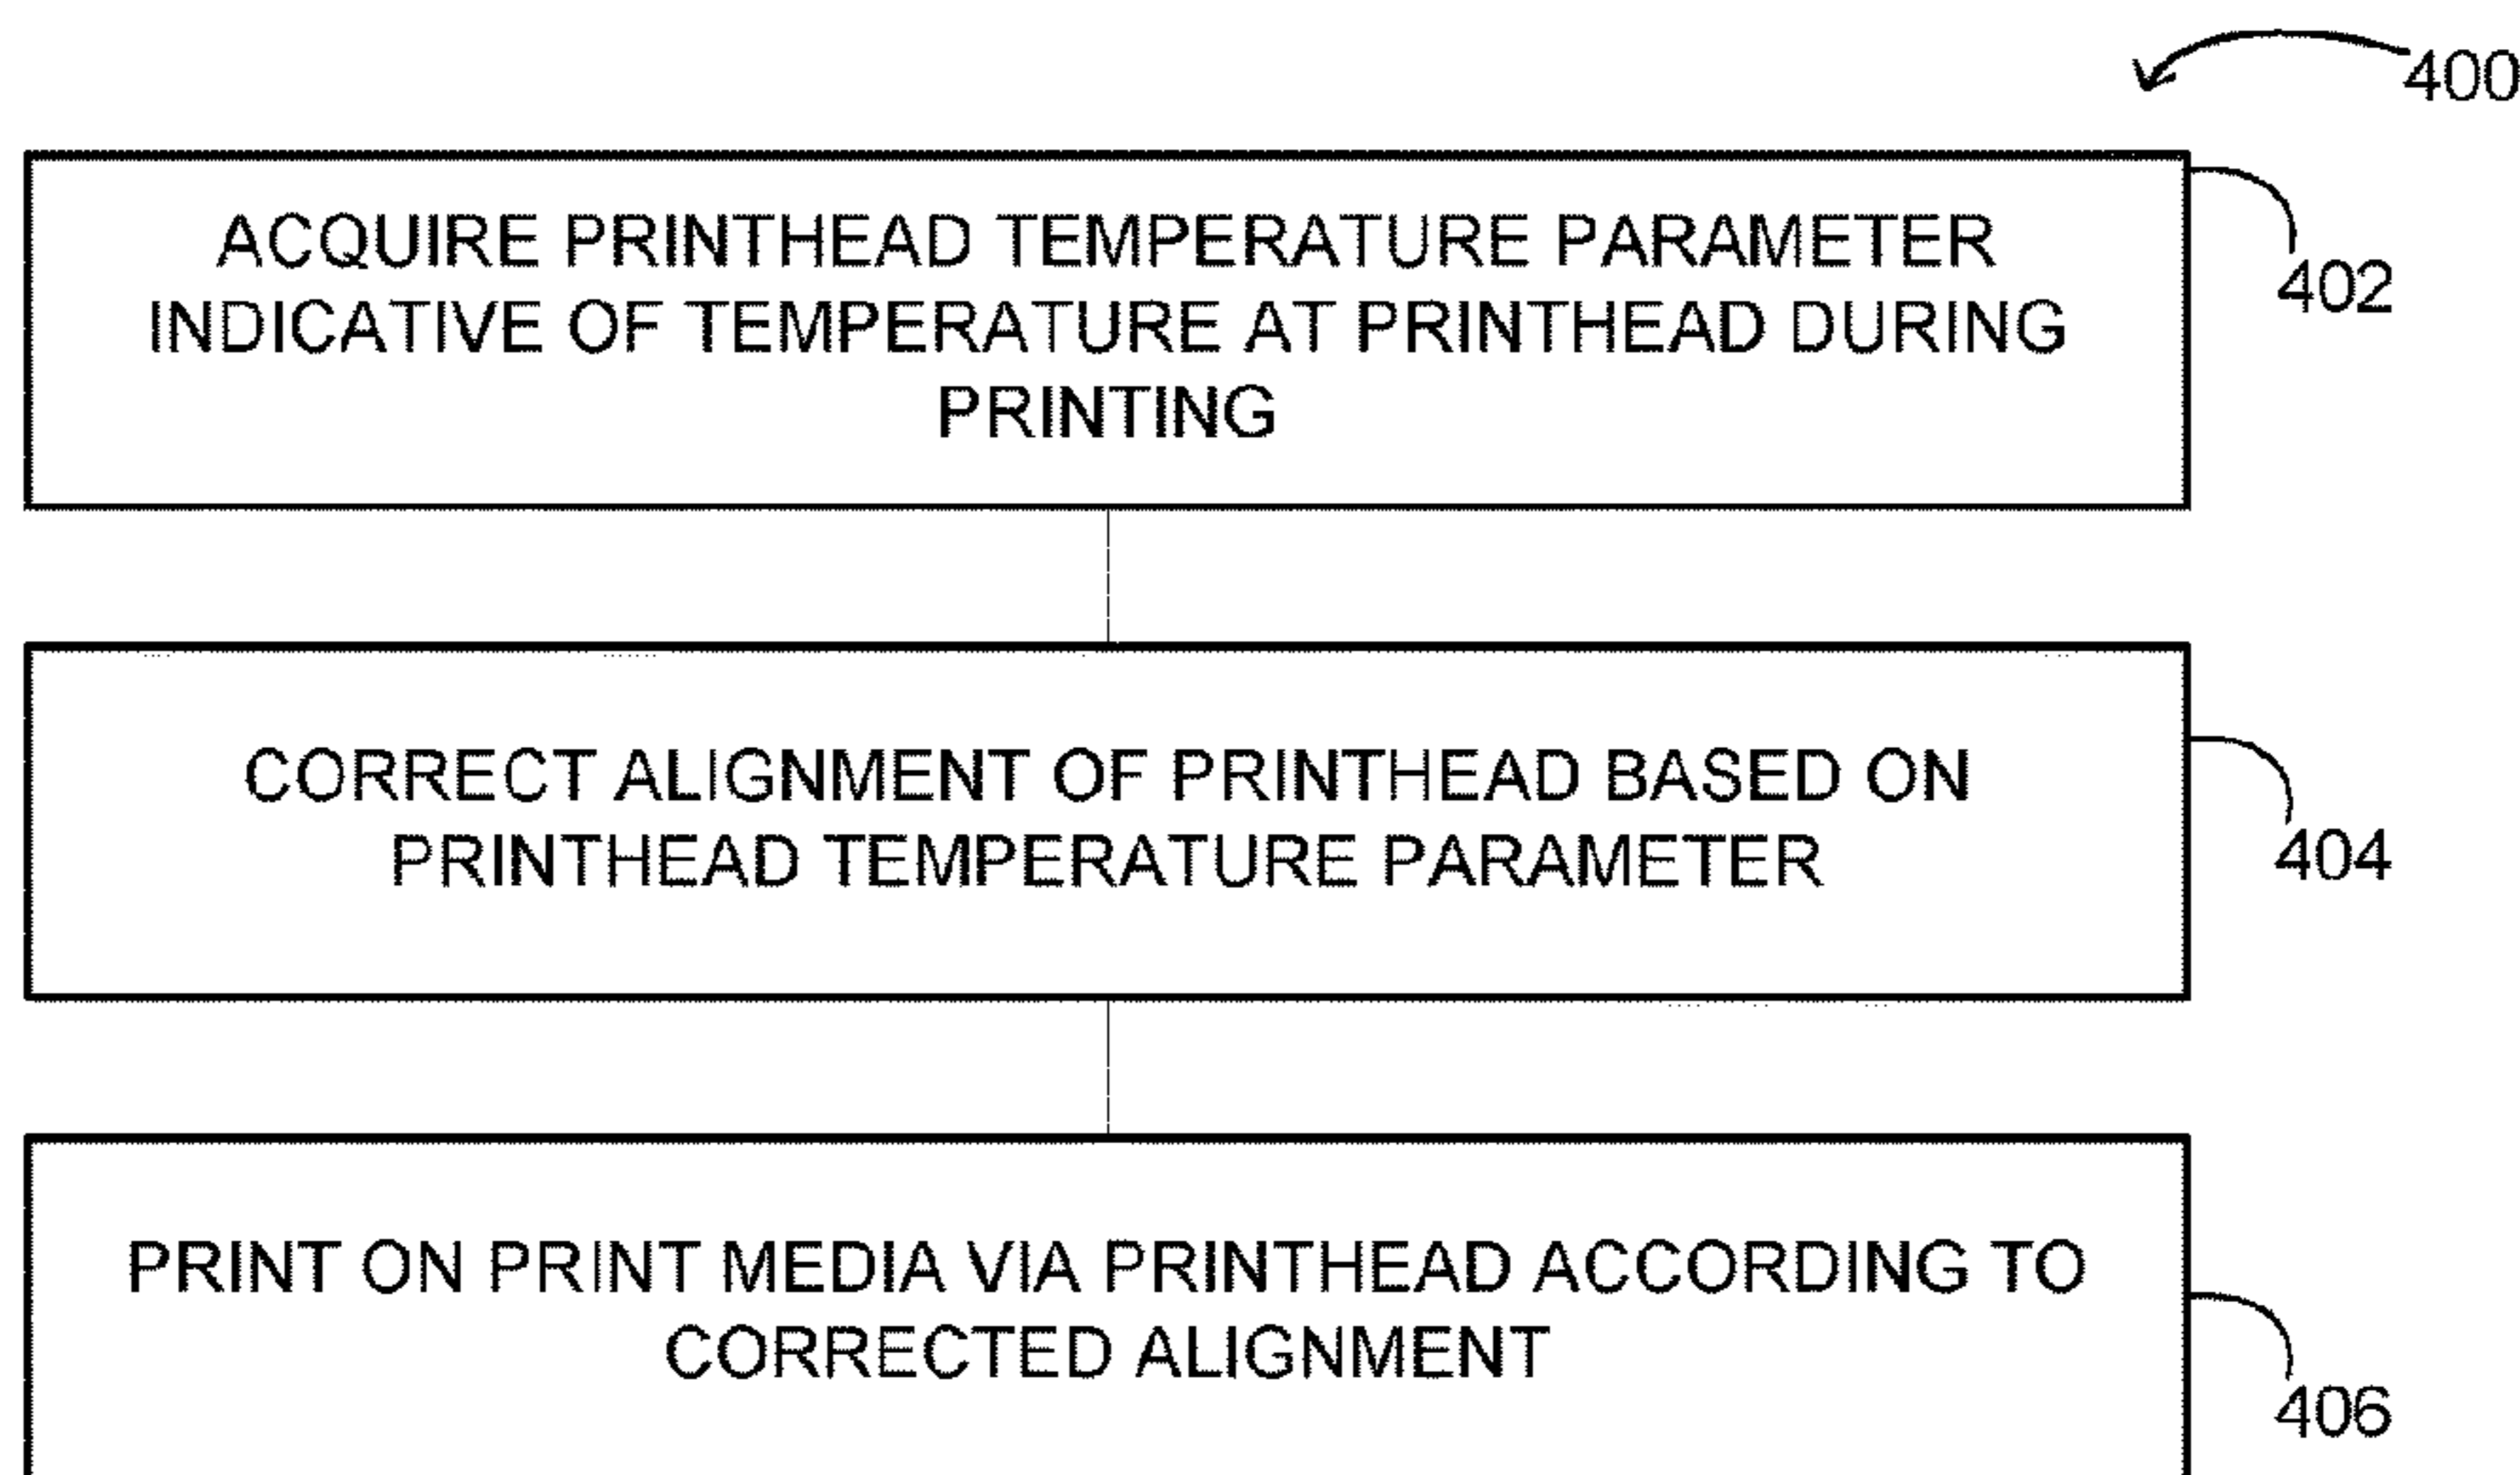 400
ACQUIRE PRINTHEAD TEMPERATURE PARAMETER
INDICATIVE OF TEMPERATURE AT PRINTHEAD DURING
PRINTING
402
CORRECT ALIGNMENT OF PRINTHEAD BASED ON
PRINTHEAD TEMPERATURE PARAMETER
404
PRINT ON PRINT MEDIA VIA PRINTHEAD ACCORDING TO
CORRECTED ALIGNMENT
406